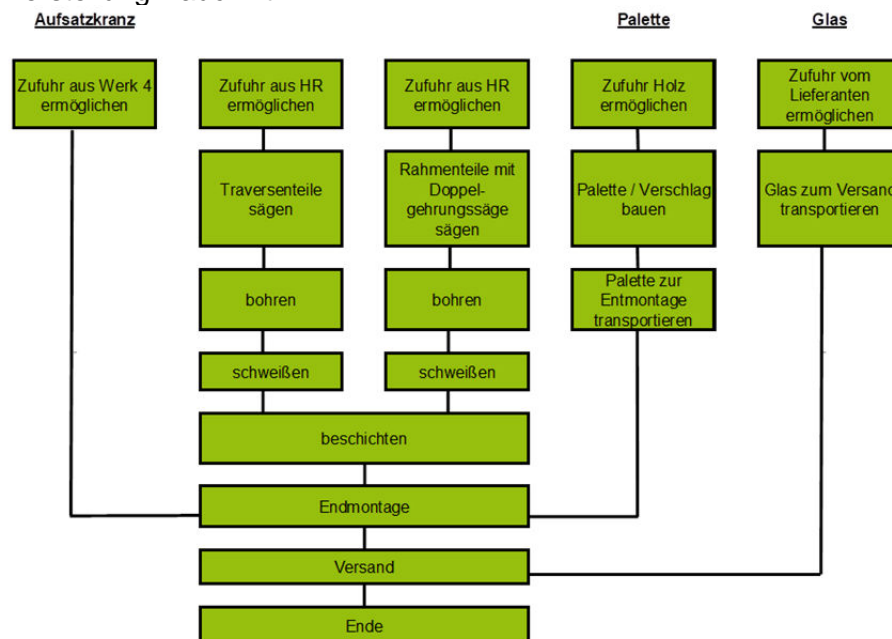 Aufsatzkranz
Palette
Glas
Zufuhr aus Werk 4
ermöglichen
Zufuhr aus HR
ermöglichen
Zufuhr aus HR
ermöglichen
Zufuhr Holz
ermöglichen
Zufuhr vom
Lieferanten
ermöglichen
Traversenteile
sägen
Rahmenteile mit
Doppel-
gehrungssäge
sägen
Palette / Verschlag
bauen
Glas zum Versand
transportieren
bohren
bohren
Palette zur
Entmontage
transportieren
schweißen
schweißen
beschichten
Endmontage
Versand
Ende